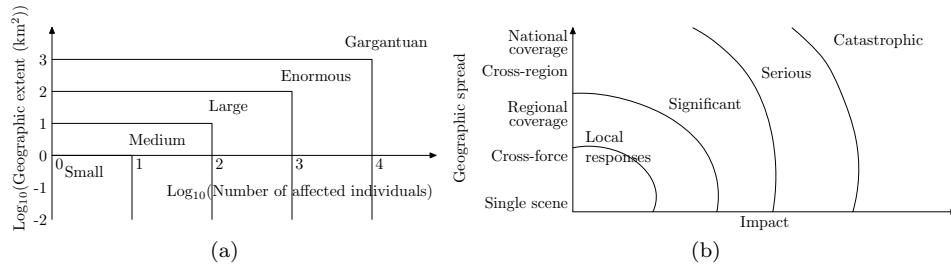 Log10(Geographic extent (km2))
3
2
1
0
-1
-2
0
1
2
3
4
Gargantuan
Enormous
Large
Medium
Small
Log10(Number of affected individuals)
(a)
Geographic spread
National
coverage
Cross-region
Regional
coverage
Cross-force
Single scene
Catastrophic
Serious
Significant
Local
responses
Impact
(b)